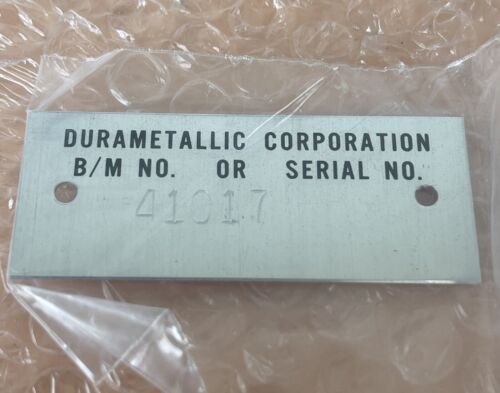 DURAMETALLIC CORPORATION
B/M NO. OR SERIAL NO.
41017